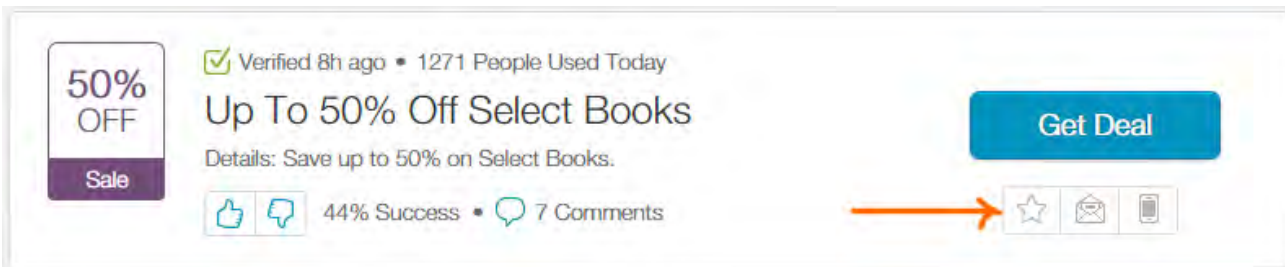 50%
OFF
Sale
Verified 8h ago • 1271 People Used Today
Up To 50% Off Select Books
Details: Save up to 50% on Select Books.
44% Success • 7 Comments
Get Deal